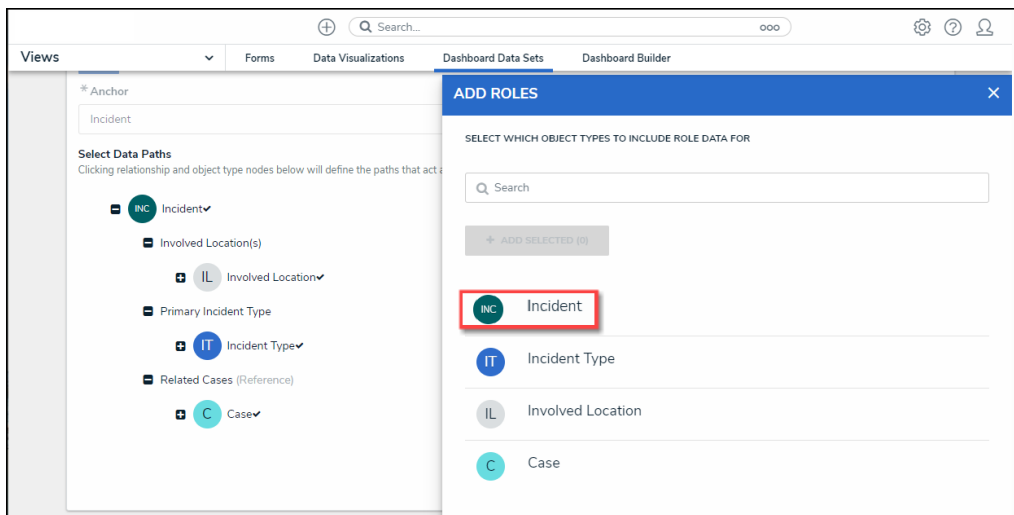 Search...
ooo
Views
Forms
Data Visualizations
Dashboard Data Sets
Dashboard Builder
* Anchor
Incident
Select Data Paths
Clicking relationship and object type nodes below will define the paths that act
INC Incident
Involved Location(s)
IL Involved Location
Primary Incident Type
IT Incident Type
Related Cases (Reference)
C Case
ADD ROLES
SELECT WHICH OBJECT TYPES TO INCLUDE ROLE DATA FOR
Search
+ ADD SELECTED (0)
INC Incident
IT Incident Type
IL Involved Location
C Case